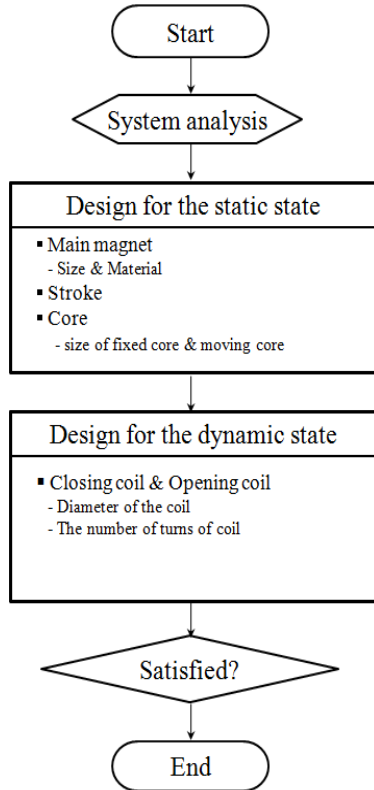 Start
System analysis
Design for the static state
▪ Main magnet
- Size & Material
▪ Stroke
▪ Core
- size of fixed core & moving core
Design for the dynamic state
▪ Closing coil & Opening coil
- Diameter of the coil
- The number of turns of coil
Satisfied?
End